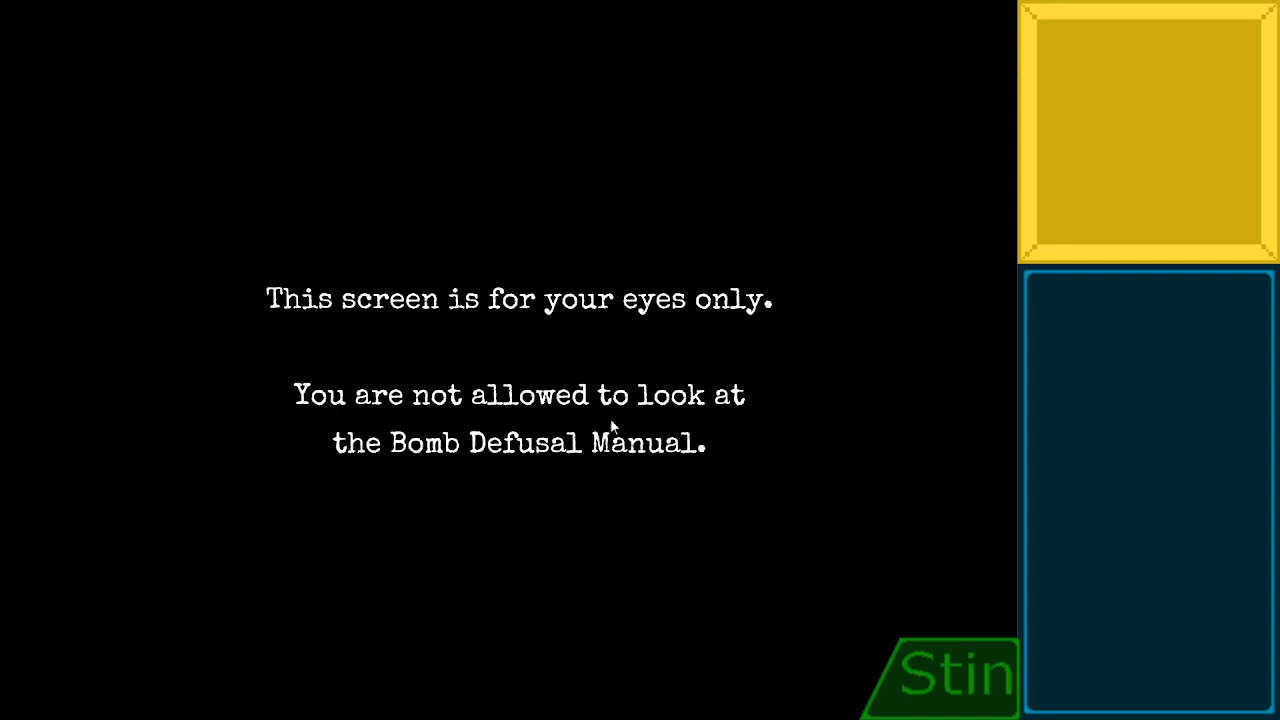 This screen is for your eyes only.
You are not allowed to look at
the Bomb Defusal Manual.
Stin